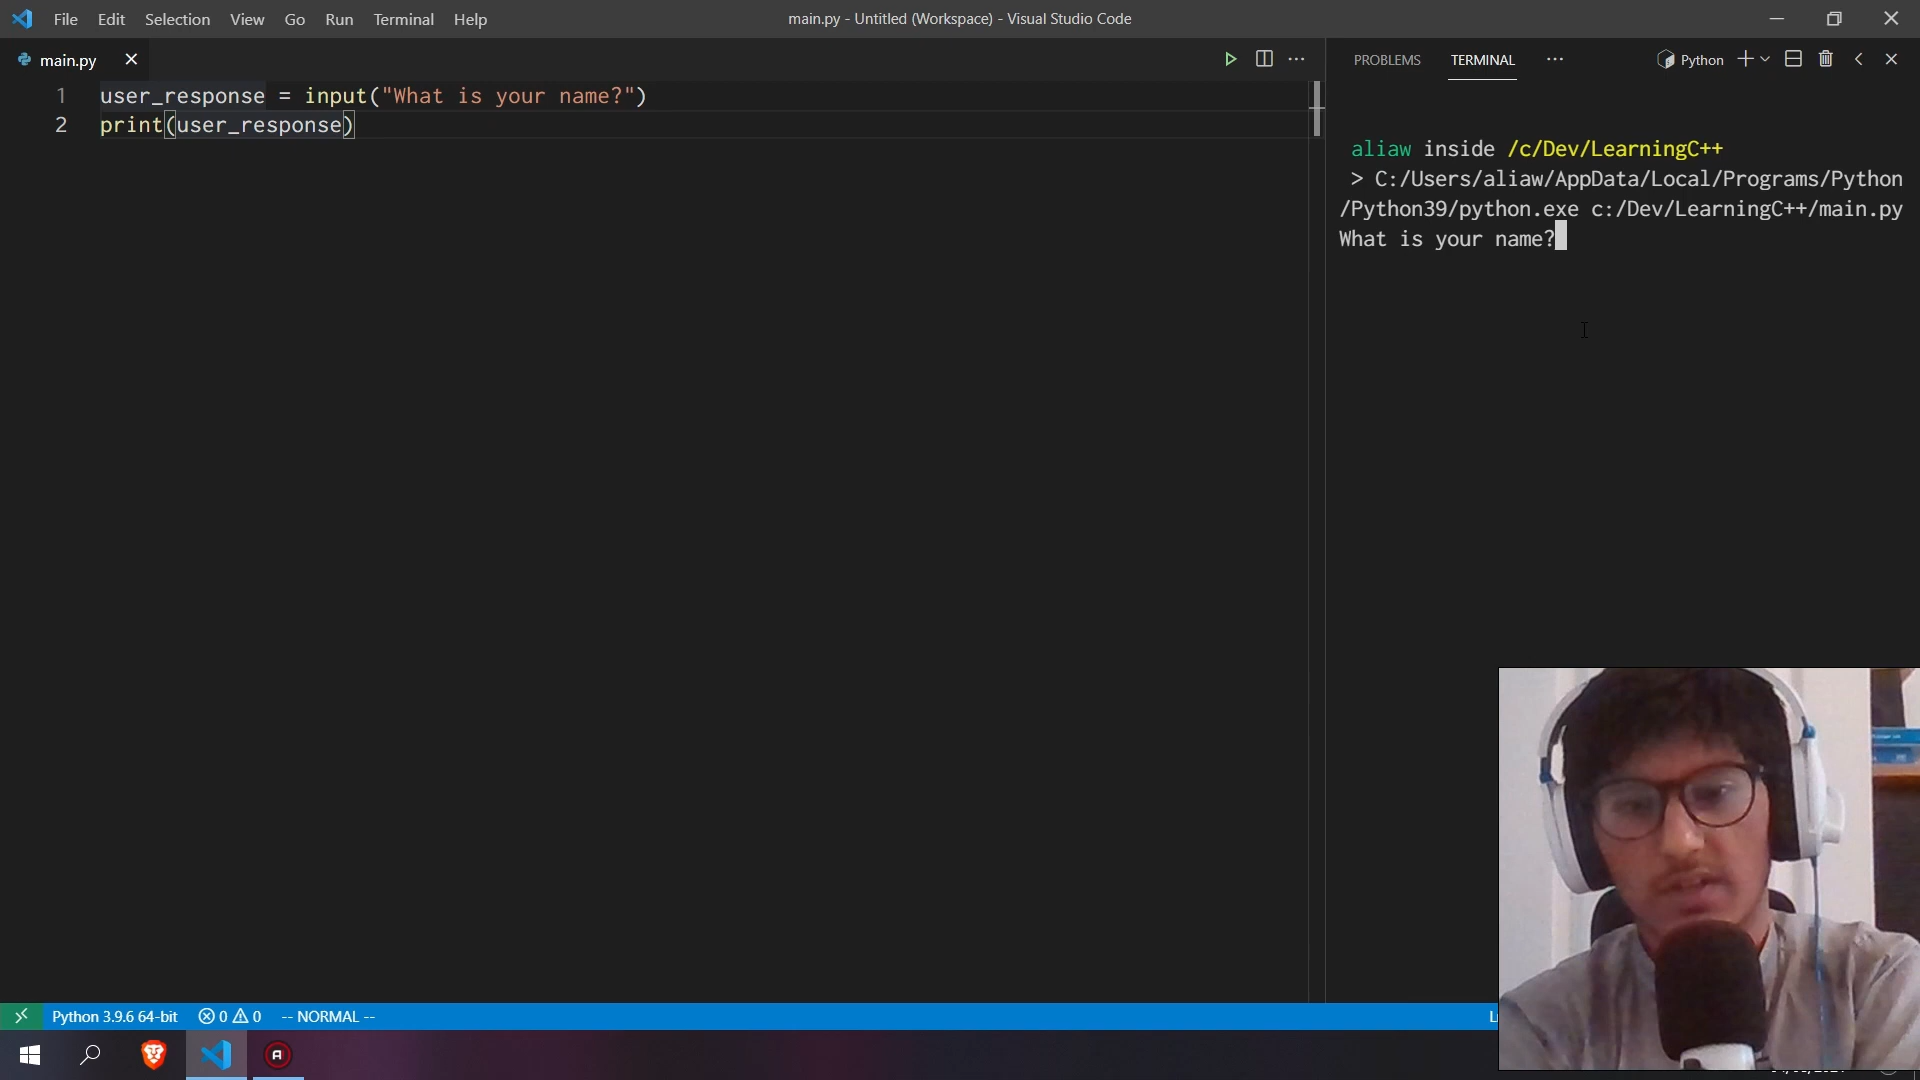 File Edit Selection View Go Run Terminal Help
main.py - Untitled (Workspace) - Visual Studio Code
main.py
1 user_response = input("What is your name?")
2 print(user_response)
PROBLEMS TERMINAL
Python
aliaw inside /c/Dev/LearningC++
> C:/Users/aliaw/AppData/Local/Programs/Python
/Python39/python.exe c:/Dev/LearningC++/main.py
What is your name?
Python 3.9.6 64-bit 0 0 -- NORMAL --